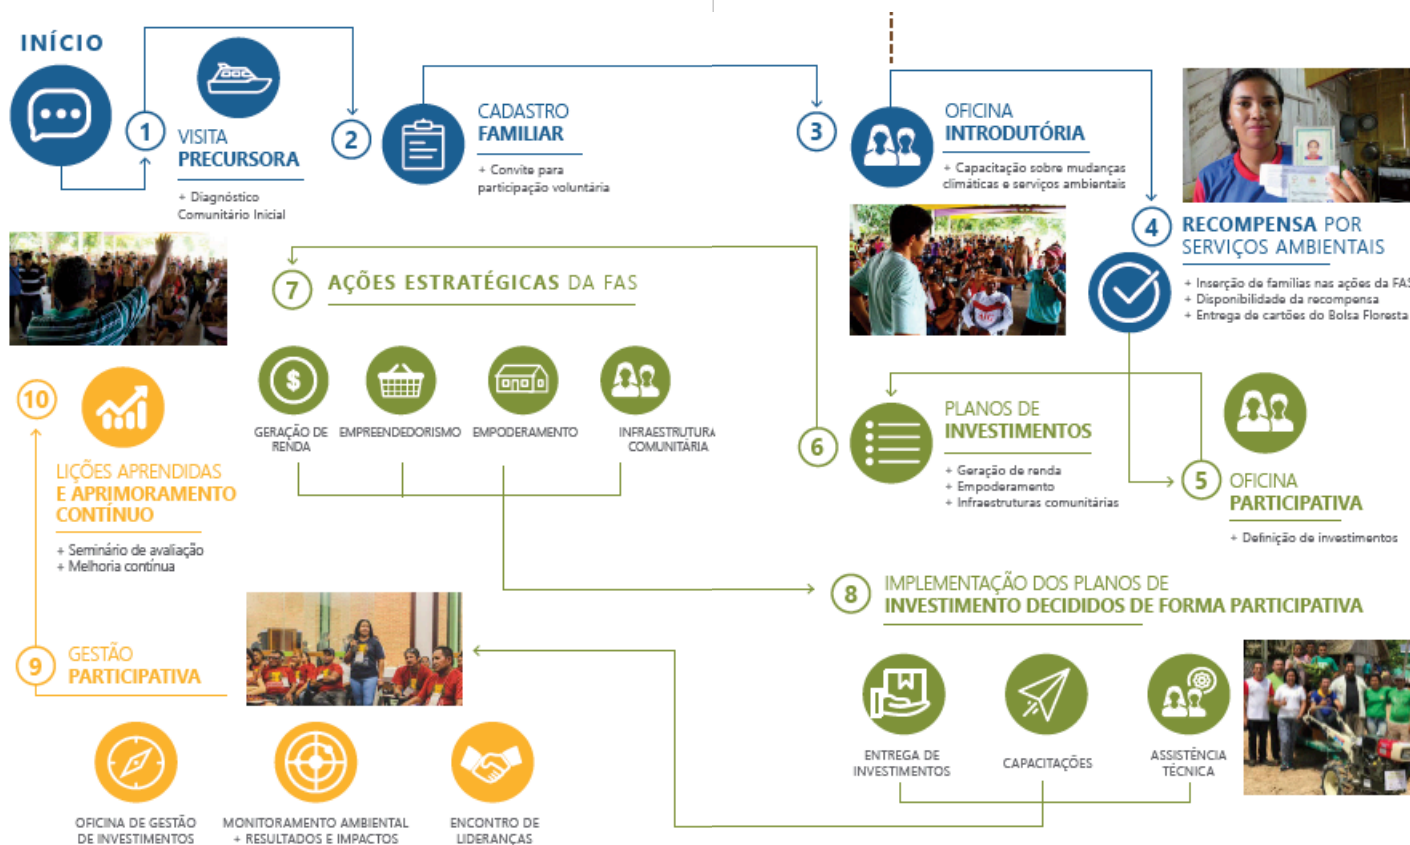 INÍCIO
1
VISITA
PRECURSORA
+ Diagnóstico
Comunitário Inicial
2
CADASTRO
FAMILIAR
+ Convite para
participação voluntária
3
OFICINA
INTRODUTÓRIA
+ Capacitação sobre mudanças
climáticas e serviços ambientais
4
RECOMPENSA POR
SERVIÇOS AMBIENTAIS
+ Inserção de famílias nas ações da FAS
+ Disponibilidade da recompensa
+ Entrega de cartões do Bolsa Floresta
5
OFICINA
PARTICIPATIVA
+ Definição de investimentos
6
PLANOS DE
INVESTIMENTOS
+ Geração de renda
+ Empoderamento
+ Infraestruturas comunitárias
7
AÇÕES ESTRATÉGICAS DA FAS
$
GERAÇÃO DE
RENDA
EMPREENDEDORISMO
EMPODERAMENTO
INFRAESTRUTURA
COMUNITÁRIA
8
IMPLEMENTAÇÃO DOS PLANOS DE
INVESTIMENTO DECIDIDOS DE FORMA PARTICIPATIVA
ENTREGA DE
INVESTIMENTOS
CAPACITAÇÕES
ASSISTÊNCIA
TÉCNICA
9
GESTÃO
PARTICIPATIVA
OFICINA DE GESTÃO
DE INVESTIMENTOS
MONITORAMENTO AMBIENTAL
+ RESULTADOS E IMPACTOS
ENCONTRO DE
LIDERANÇAS
10
LIÇÕES APRENDIDAS
E APRIMORAMENTO
CONTÍNUO
+ Seminário de avaliação
+ Melhoria contínua